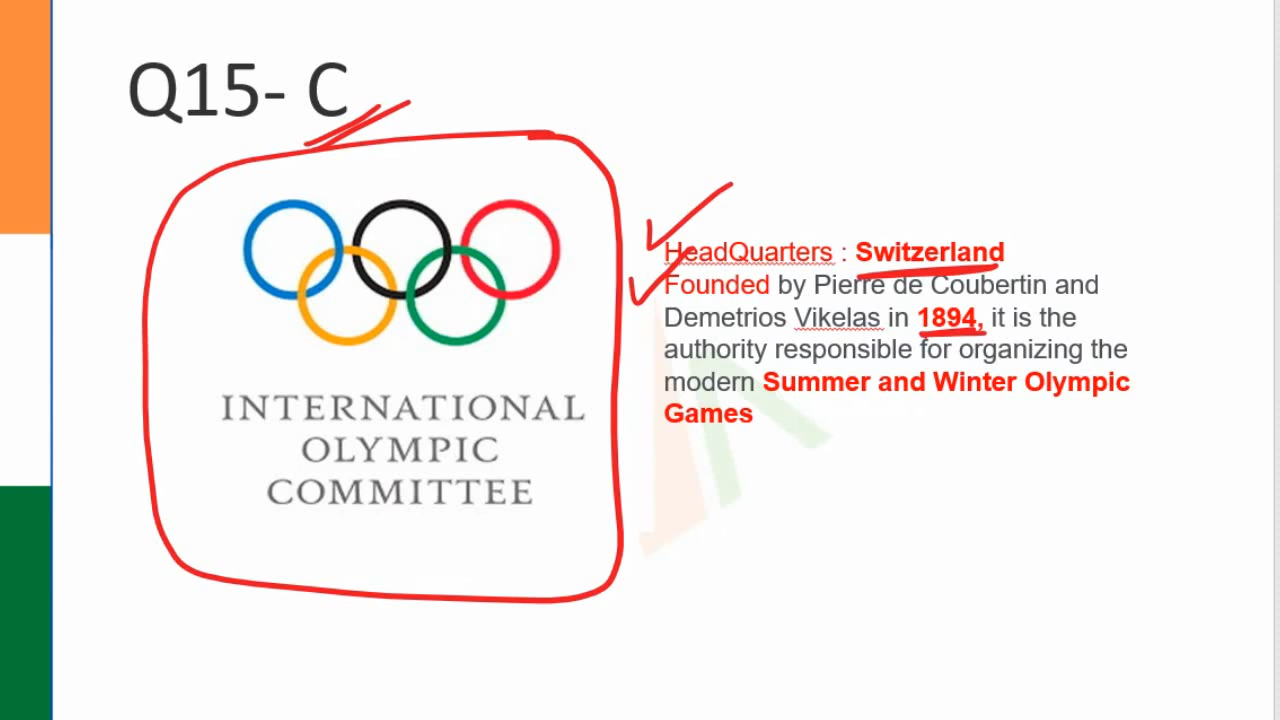 Q15- C
INTERNATIONAL
OLYMPIC
COMMITTEE
HeadQuarters : Switzerland
Founded by Pierre de Coubertin and
Demetrios Vikelas in 1894, it is the
authority responsible for organizing the
modern Summer and Winter Olympic
Games